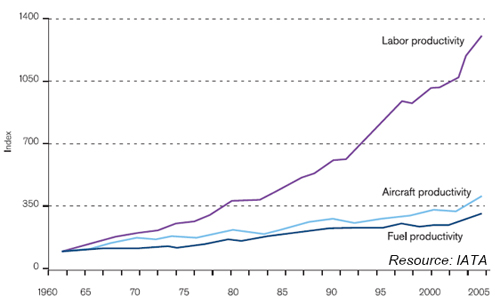 1400
Labor productivity
1050
Index
700
Aircraft productivity
350
Fuel productivity
Resource: IATA
0
1960 65 70 75 80 85 90 95 2000 2005